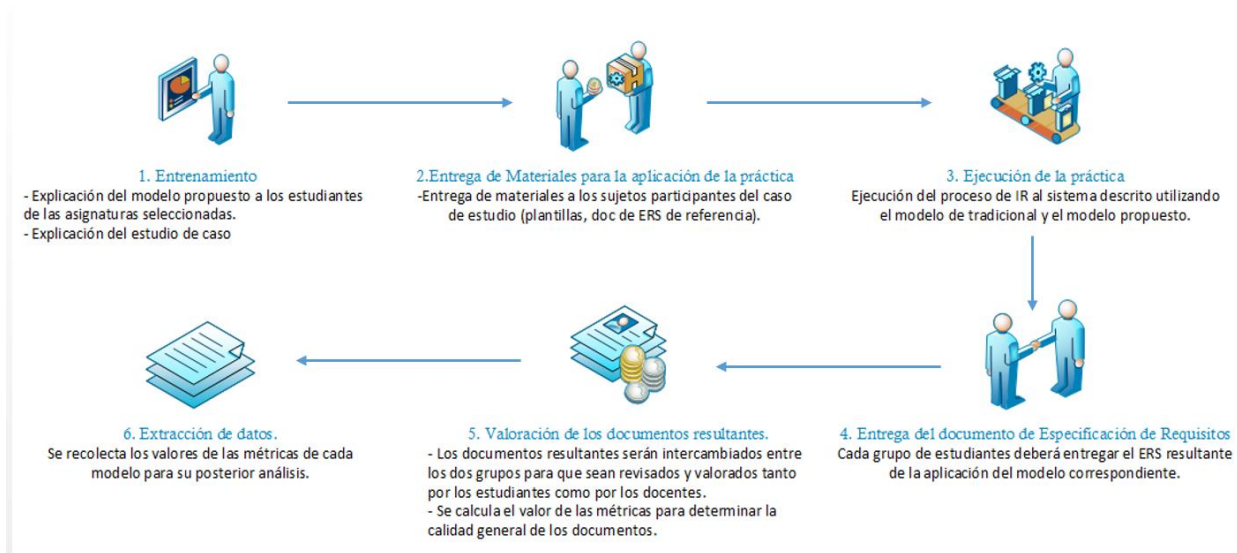 1. Entrenamiento
- Explicación del modelo propuesto a los estudiantes
de las asignaturas seleccionadas.
- Explicación del estudio de caso
2.Entrega de Materiales para la aplicación de la práctica
-Entrega de materiales a los sujetos participantes del caso
de estudio (plantillas, doc de ERS de referencia).
3. Ejecución de la práctica
Ejecución del proceso de IR al sistema descrito utilizando
el modelo de tradicional y el modelo propuesto.
4. Entrega del documento de Especificación de Requisitos
Cada grupo de estudiantes deberá entregar el ERS resultante
de la aplicación del modelo correspondiente.
5. Valoración de los documentos resultantes.
- Los documentos resultantes serán intercambiados entre
los dos grupos para que sean revisados y valorados tanto
por los estudiantes como por los docentes.
- Se calcula el valor de las métricas para determinar la
calidad general de los documentos.
6. Extracción de datos.
Se recolecta los valores de las métricas de cada
modelo para su posterior análisis.